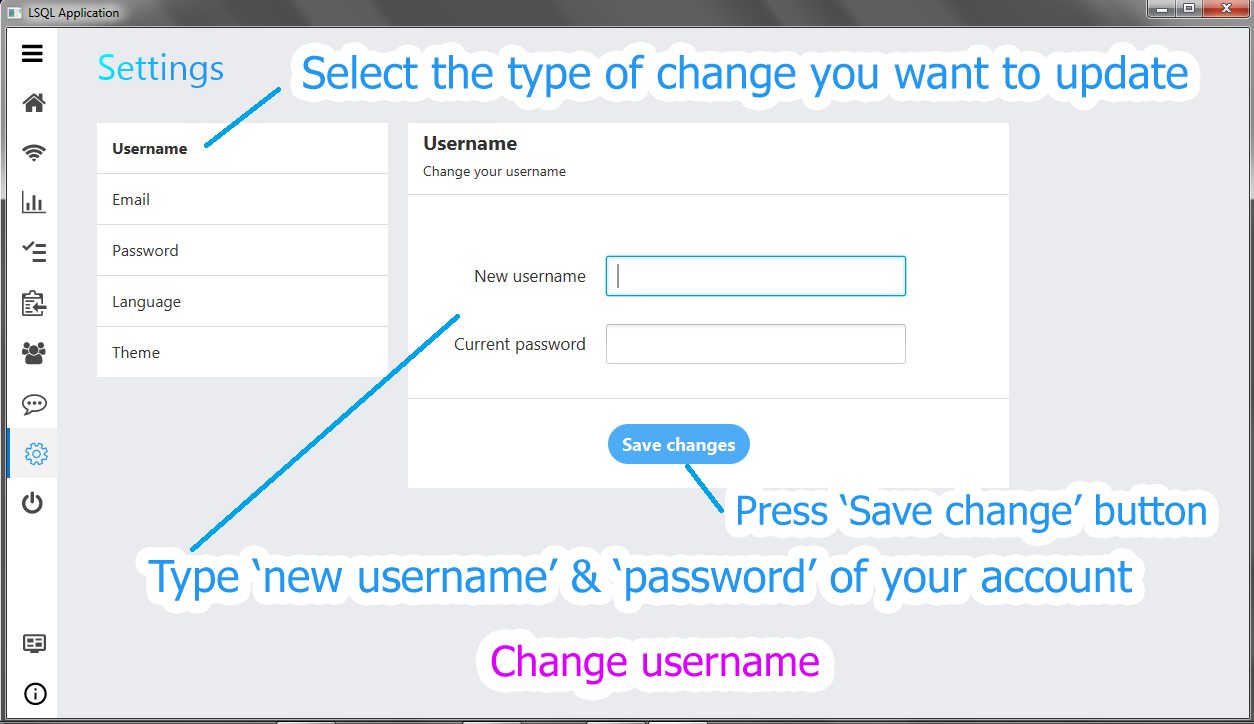 LSQL Application
Settings
Select the type of change you want to update
Username
Email
Password
Language
Theme
Username
Change your username
New username
Current password
Save changes
Press ‘Save change’ button
Type ‘new username’ & ‘password’ of your account
Change username